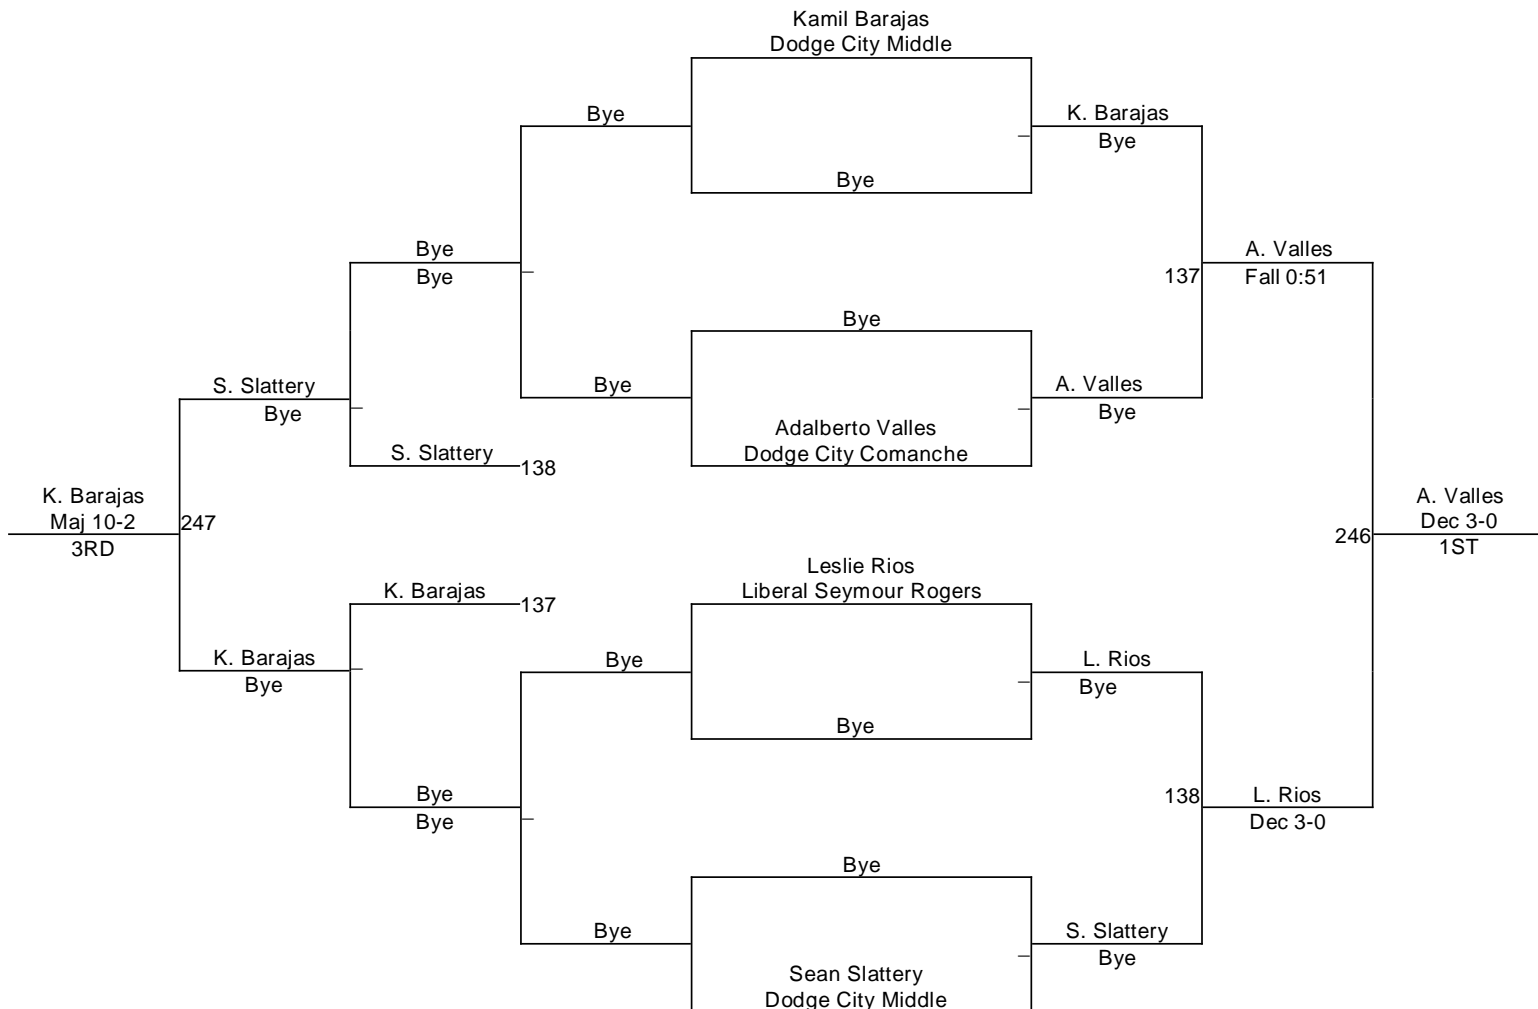 Kamil Barajas
Dodge City Middle
Bye
K. Barajas
Bye
Bye
Bye
A. Valles
137
Bye
Fall 0:51
Bye
S. Slattery
Bye
A. Valles
Bye
Bye
Adalberto Valles
S. Slattery
138
Dodge City Comanche
K. Barajas
A. Valles
Maj 10-2
247
Dec 3-0
3RD
246
1ST
Leslie Rios
K. Barajas
137
Liberal Seymour Rogers
K. Barajas
Bye
L. Rios
Bye
Bye
Bye
Bye
138
L. Rios
Bye
Dec 3-0
Bye
Bye
S. Slattery
Bye
Sean Slattery
Dodge City Middle